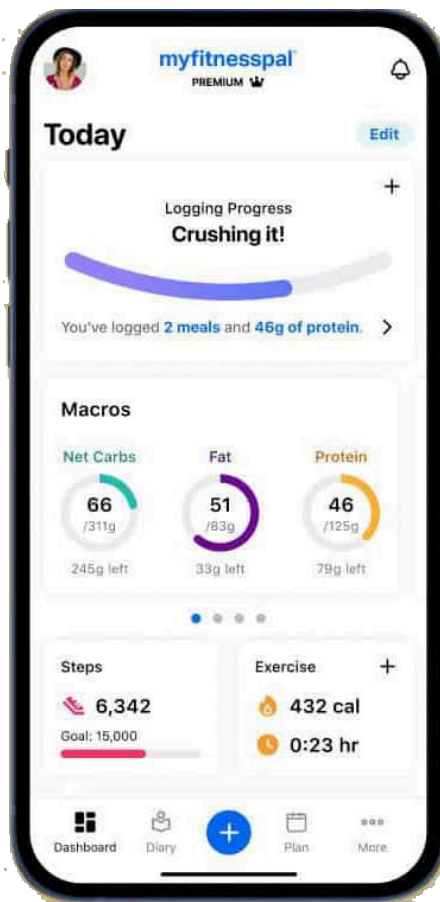 myfitnesspal
PREMIUM
Today
Edit
Logging Progress
Crushing it!
You've logged 2 meals and 46g of protein.
Macros
Net Carbs
Fat
Protein
66
/311g
51
/83g
46
/125g
245g left
33g left
79g left
Steps
6,342
Goal: 15,000
Exercise
432 cal
0:23 hr
Dashboard
Diary
Plan
More